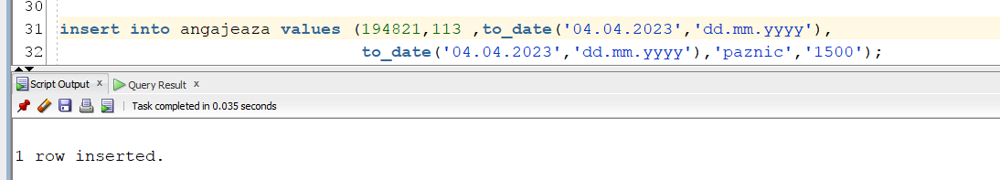 30
31 insert into angajeaza values (194821,113 ,to_date('04.04.2023','dd.mm.yyyy'),
32 to_date('04.04.2023','dd.mm.yyyy'),'paznic','1500');
Script Output x Query Result x
Task completed in 0.035 seconds
1 row inserted.